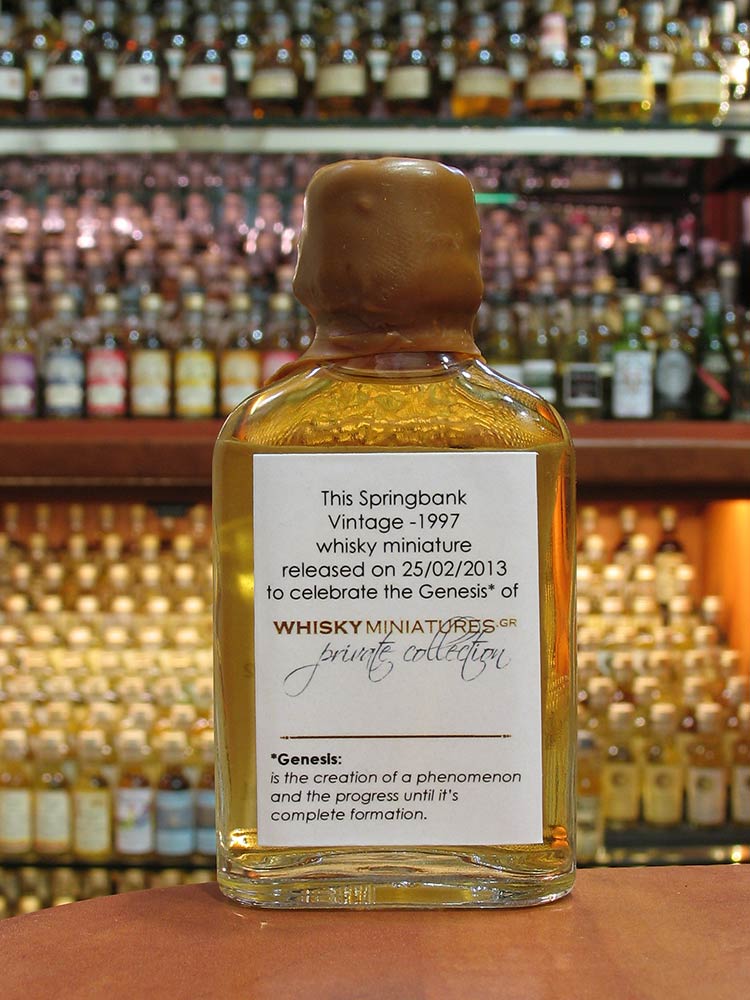 This Springbank
Vintage -1997
whisky miniature
released on 25/02/2013
to celebrate the Genesis* of
WHISKYMINIATURES.GR
private collection
*Genesis:
is the creation of a phenomenon
and the progress until it's
complete formation.